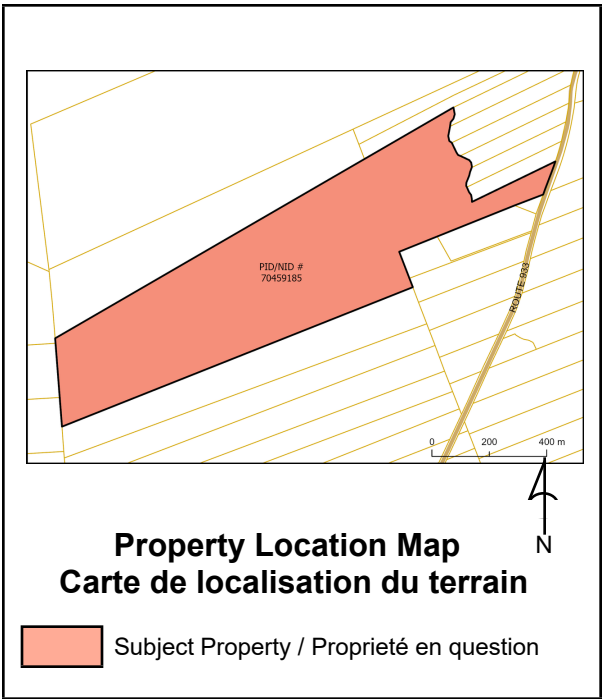 PID/NID #
70459185
ROUTE 933
0 200 400 m
N
Property Location Map
Carte de localisation du terrain
Subject Property / Proprieté en question